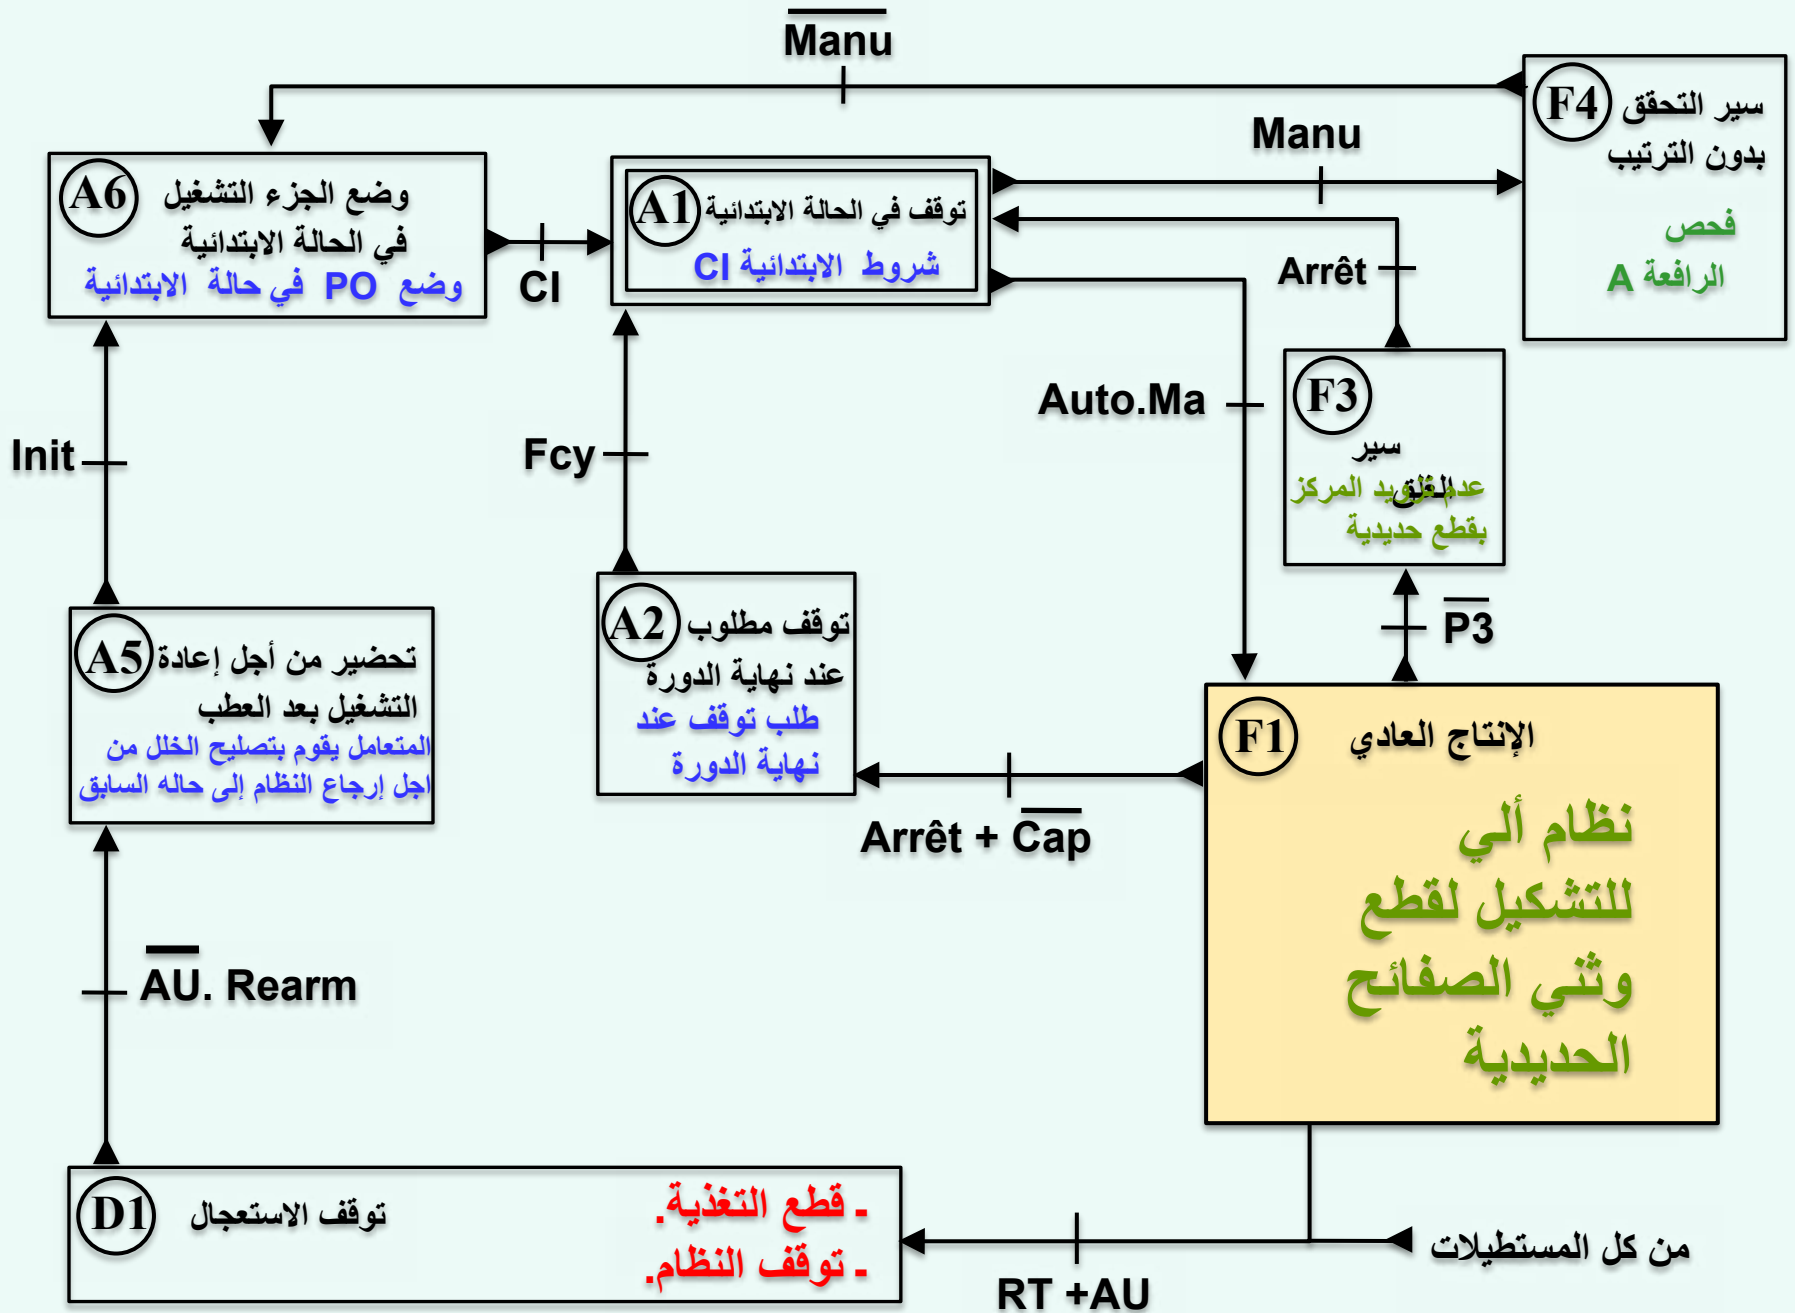 Manu
F4 سير التحقق
بدون الترتيب
فحص
الرافعة A
Manu
A6 وضع الجزء التشغيل
في الحالة الابتدائية
وضع PO في حالة الابتدائية
CI
A1 توقف في الحالة الابتدائية
شروط الابتدائية CI
Arrêt
Auto.Ma
F3
سير
القلق
عدم تزويد المركز
بقطع حديدية
Init
Fcy
A2 توقف مطلوب
عند نهاية الدورة
طلب توقف عند
نهاية الدورة
P3
A5 تحضير من أجل إعادة
التشغيل بعد العطب
المتعامل يقوم بتصليح الخلل من
اجل إرجاع النظام إلى حاله السابق
F1 الإنتاج العادي
نظام ألي
للتشكيل لقطع
وثني الصفائح
الحديدية
Arrêt + Cap
AU. Rearm
D1 توقف الاستعجال
- قطع التغذية.
- توقف النظام.
من كل المستطيلات
RT +AU